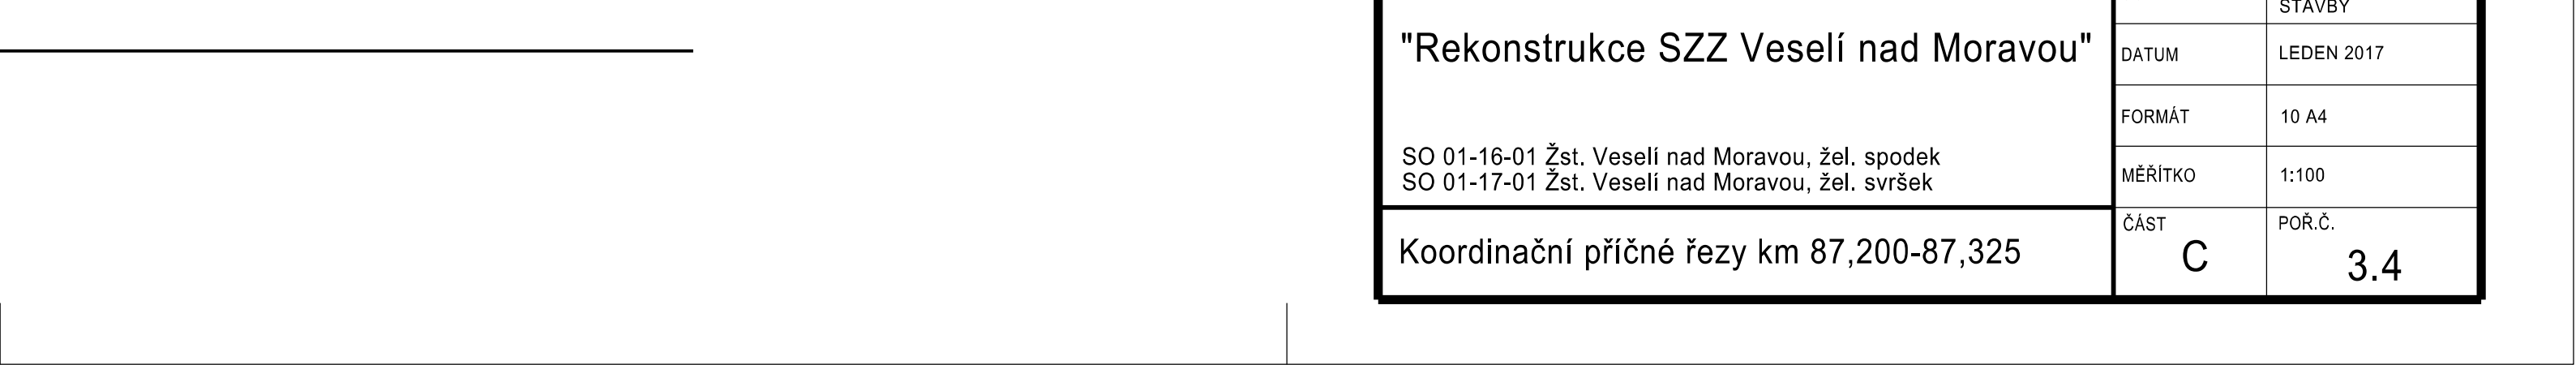 STAVBY
"Rekonstrukce SZZ Veselí nad Moravou"
DATUM
LEDEN 2017
FORMÁT
10 A4
SO 01-16-01 Žst. Veselí nad Moravou, žel. spodek
SO 01-17-01 Žst. Veselí nad Moravou, žel. svršek
MĚŘÍTKO
1:100
Koordinační příčné řezy km 87,200-87,325
ČÁST
C
POŘ.Č.
3.4